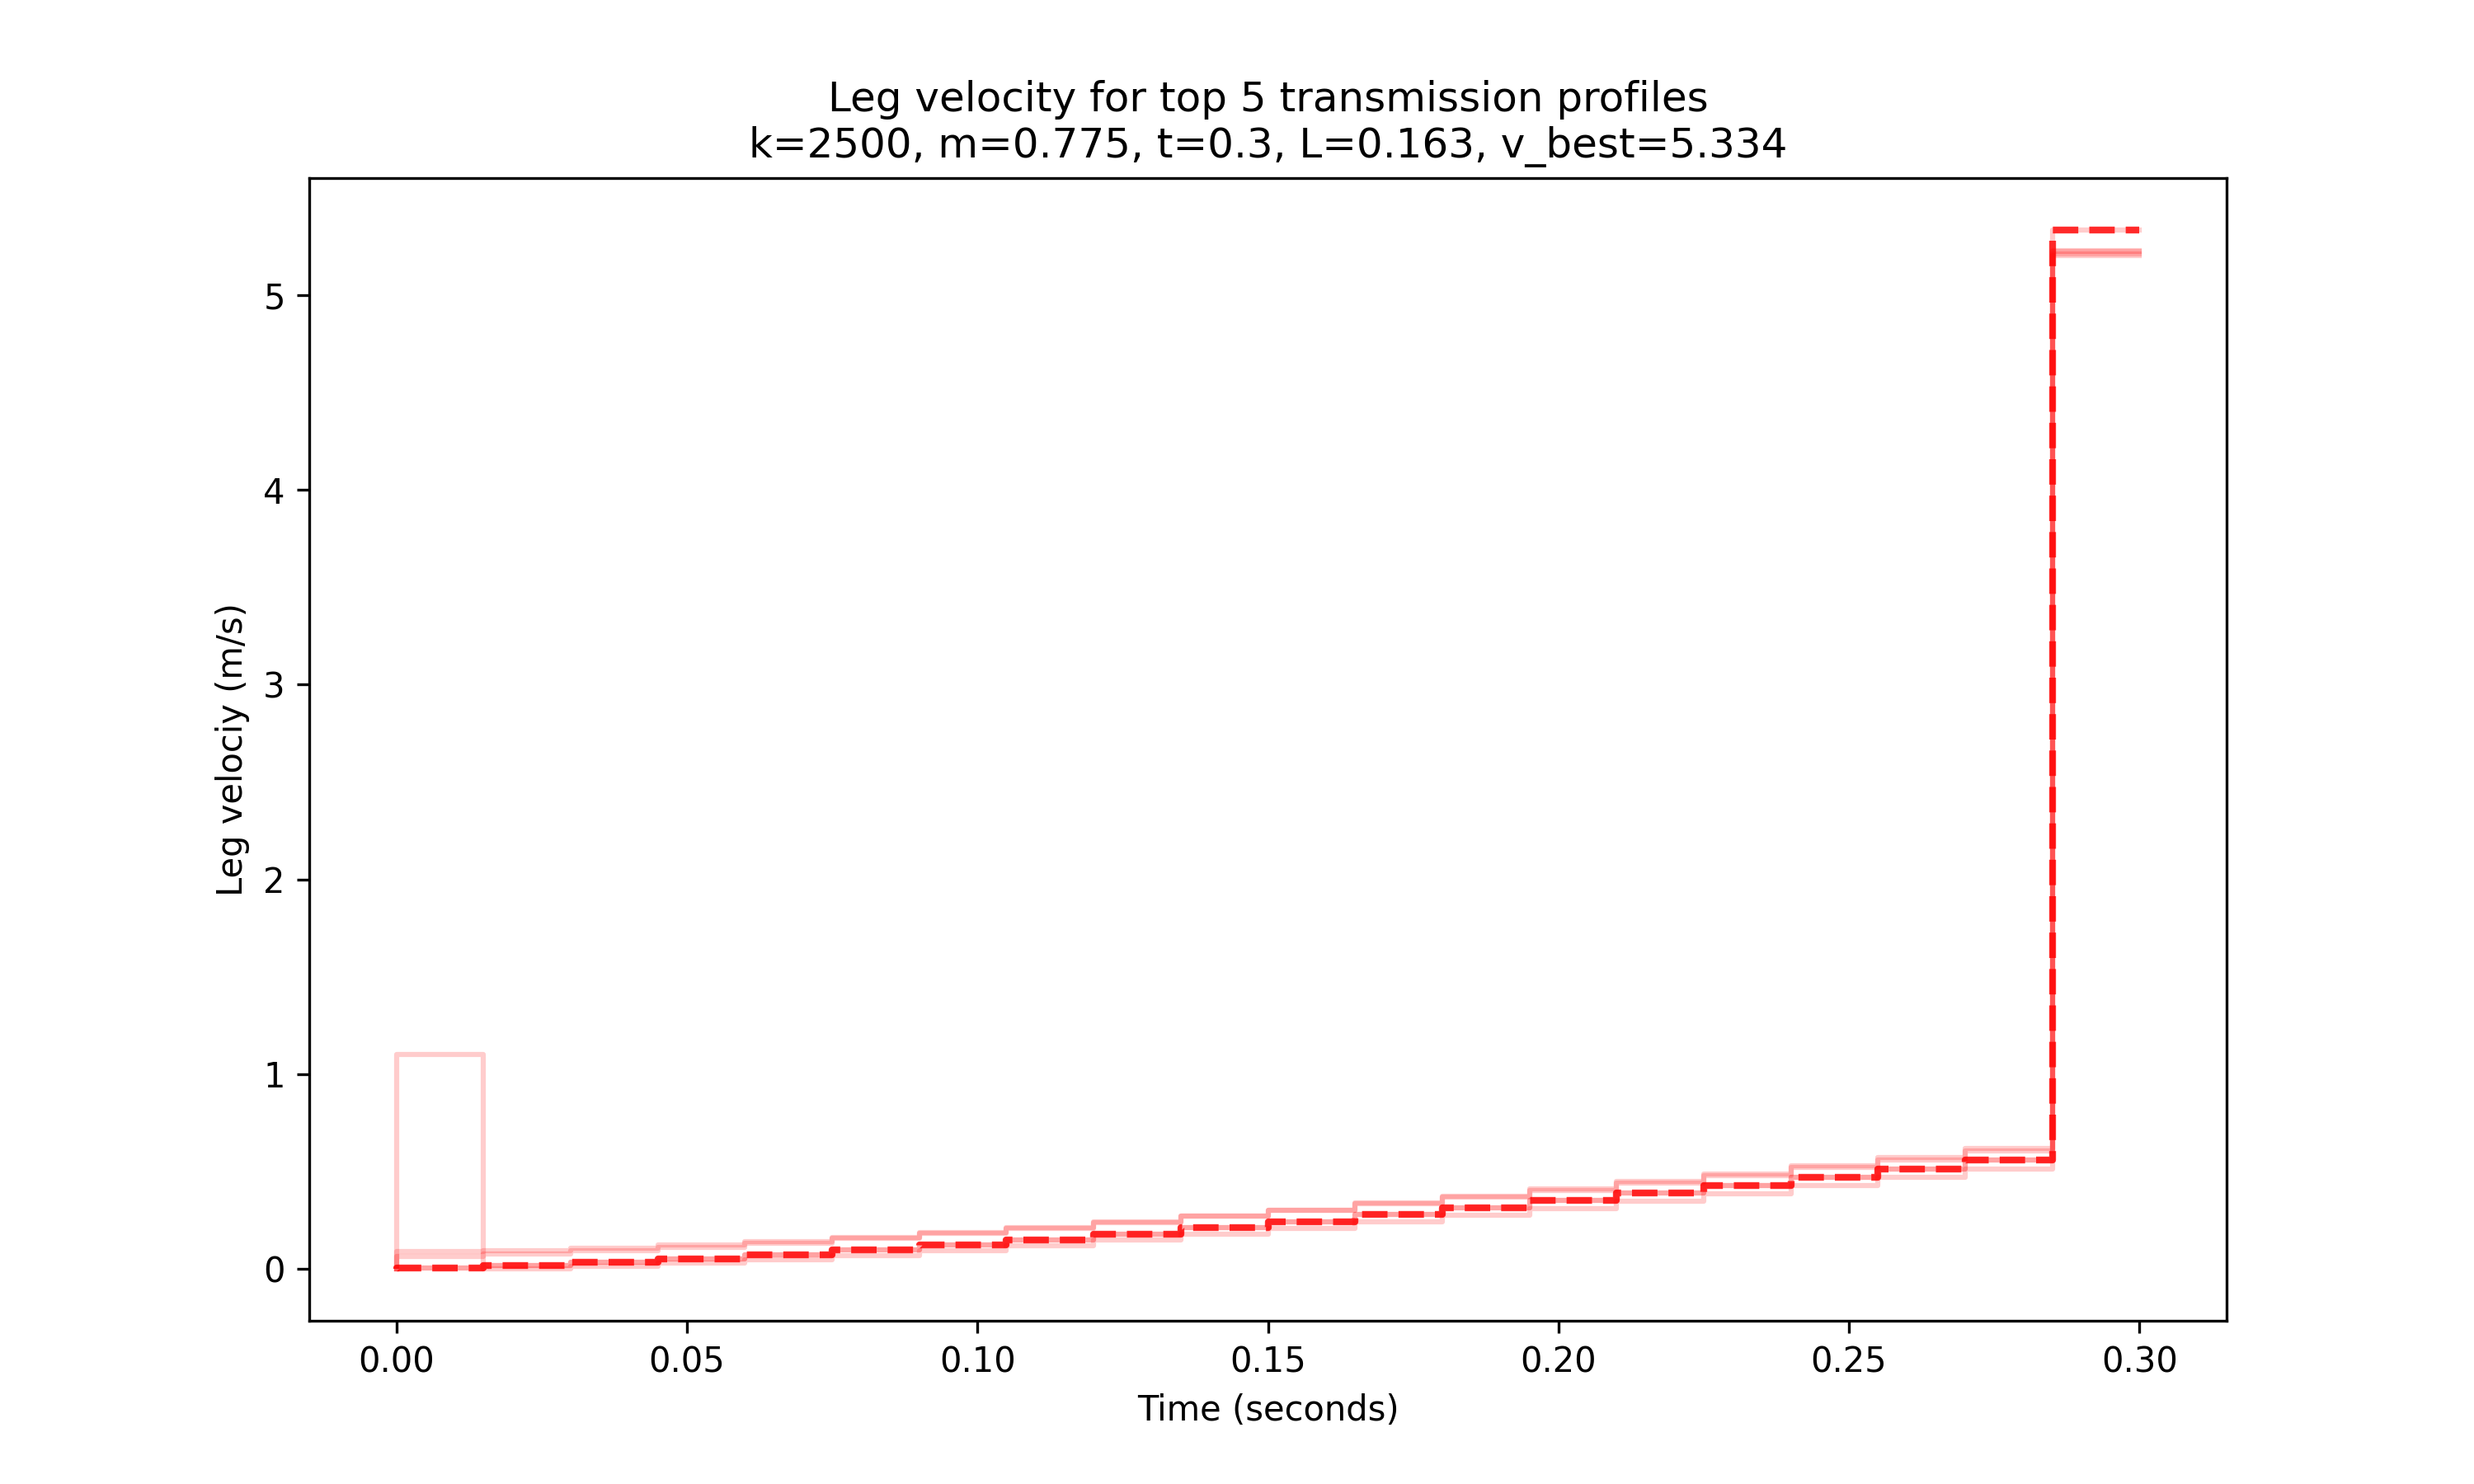 Leg velocity for top 5 transmission profiles
k=2500, m=0.775, t=0.3, L=0.163, v_best=5.334
Leg velociy (m/s)
5
4
3
2
1
0
0.00 0.05 0.10 0.15 0.20 0.25 0.30
Time (seconds)